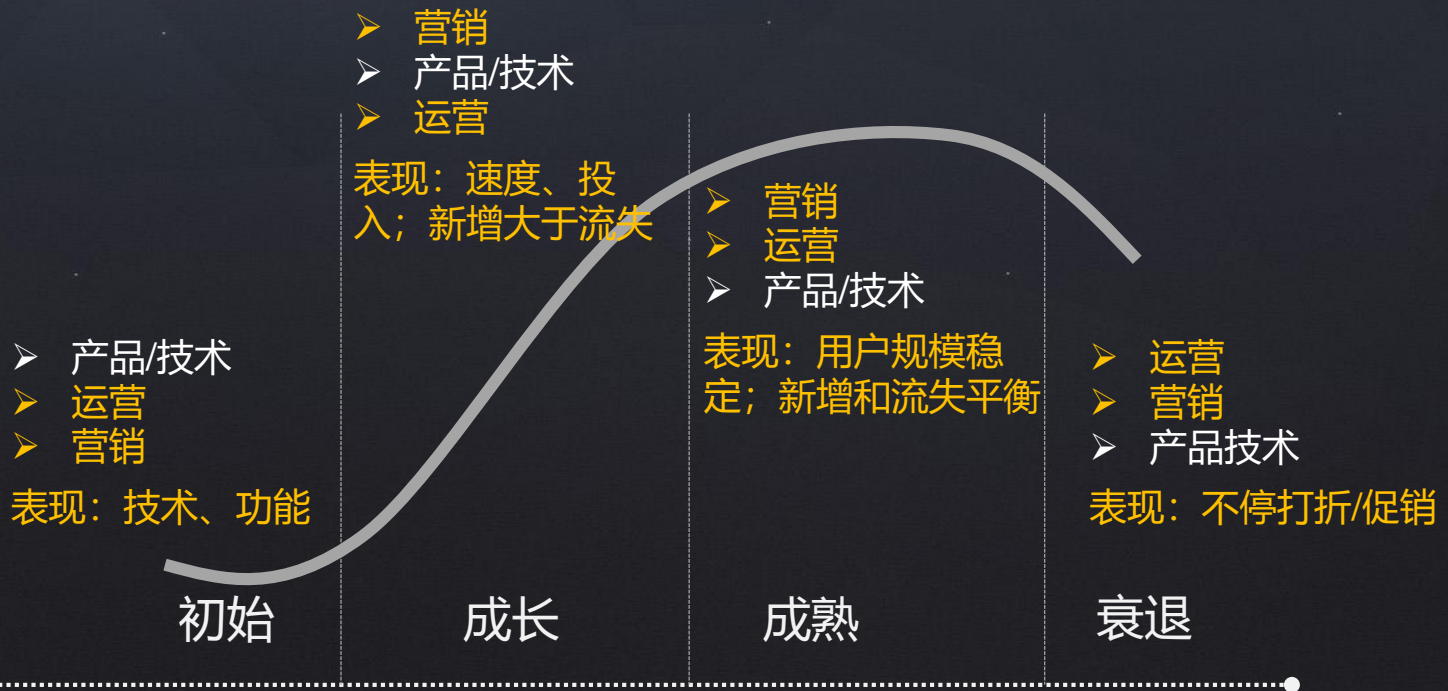 ➢ 营销
➢ 产品/技术
➢ 运营
表现：速度、投
入；新增大于流失
➢ 营销
➢ 运营
➢ 产品/技术
表现：用户规模稳
定；新增和流失平衡
➢ 产品/技术
➢ 运营
➢ 营销
表现：技术、功能
➢ 运营
➢ 营销
➢ 产品技术
表现：不停打折/促销
初始
成长
成熟
衰退